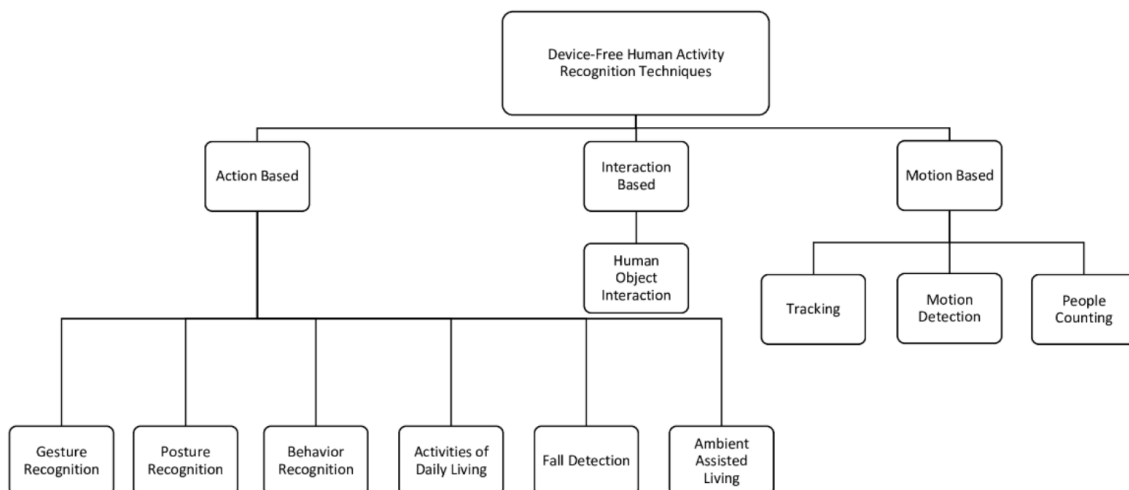 Device-Free Human Activity
Recognition Techniques
Action Based
Interaction
Based
Motion Based
Human
Object
Interaction
Tracking
Motion
Detection
People
Counting
Gesture
Recognition
Posture
Recognition
Behavior
Recognition
Activities of
Daily Living
Fall Detection
Ambient
Assisted
Living